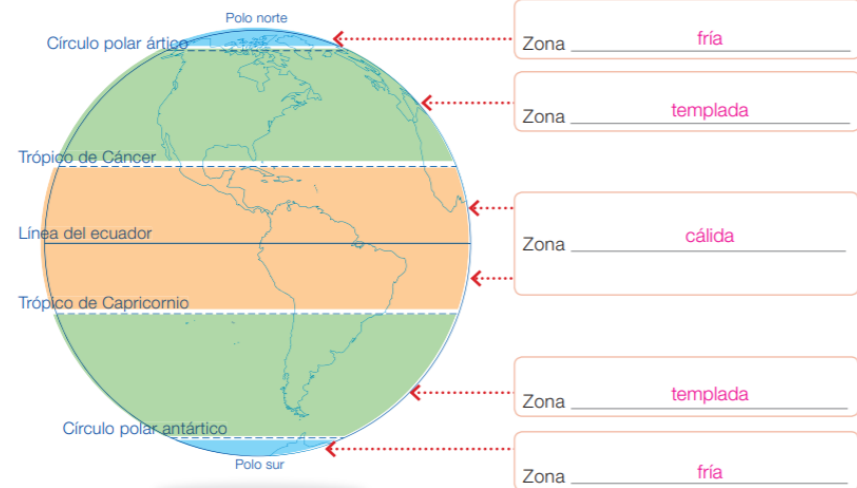 Polo norte
Círculo polar ártico
Zona fría
Zona templada
Trópico de Cáncer
Línea del ecuador
Zona cálida
Trópico de Capricornio
Zona templada
Círculo polar antártico
Polo sur
Zona fría